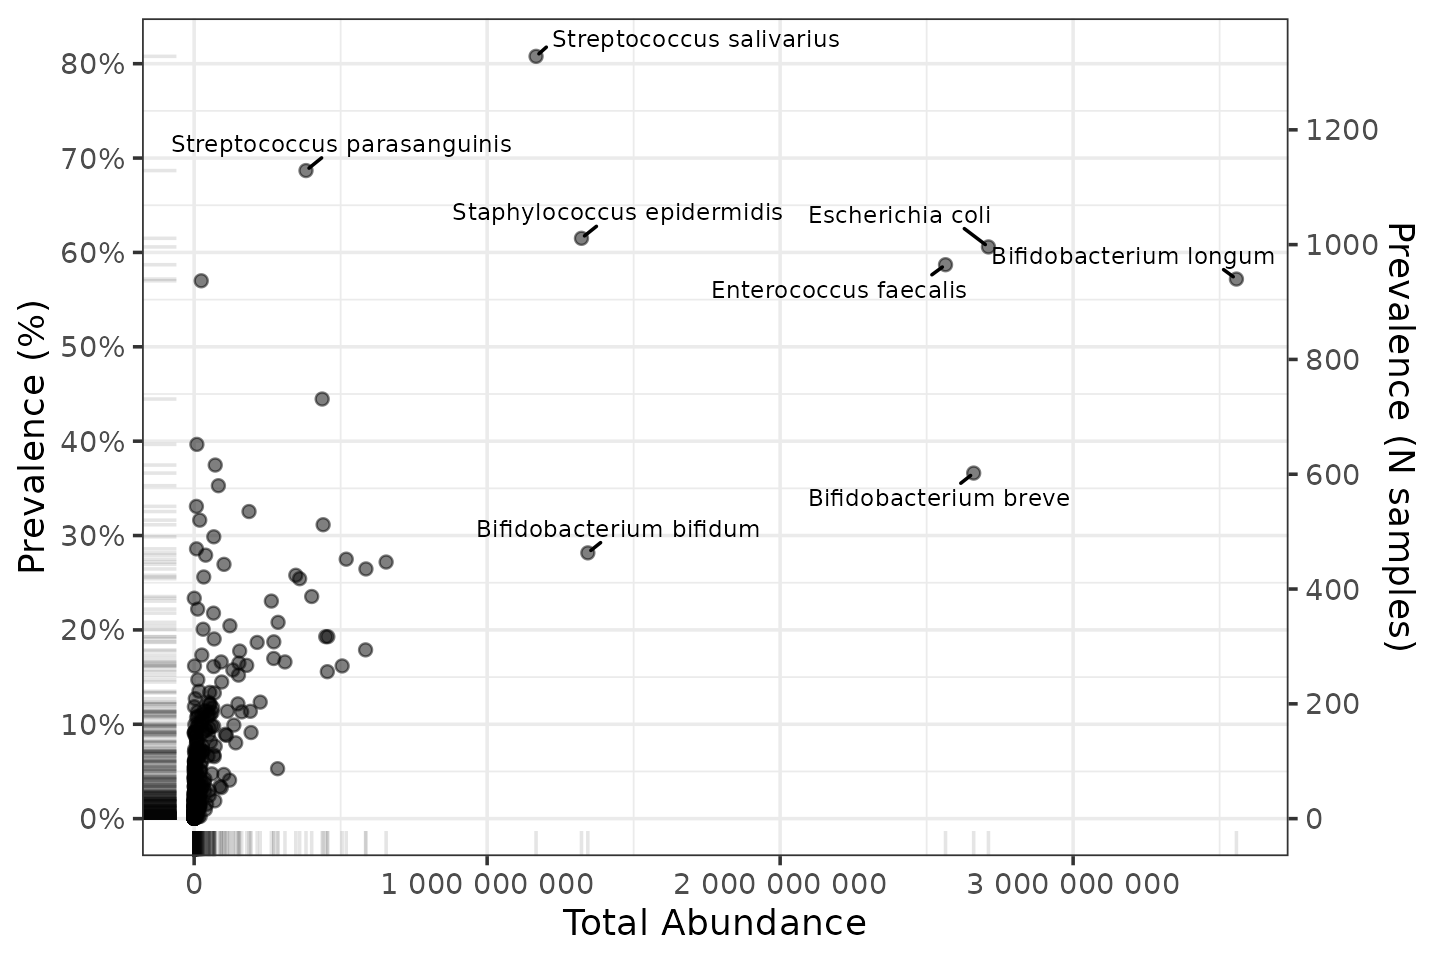 Streptococcus salivarius
80%
1200
Streptococcus parasanguinis
70%
Staphylococcus epidermidis
Escherichia coli
60%
1000
Bifidobacterium longum
Enterococcus faecalis
50%
800
40%
600
Bifidobacterium breve
Bifidobacterium bifidum
30%
400
20%
200
10%
0%
0
Prevalence (%)
Prevalence (N samples)
0
1 000 000 000
2 000 000 000
3 000 000 000
Total Abundance